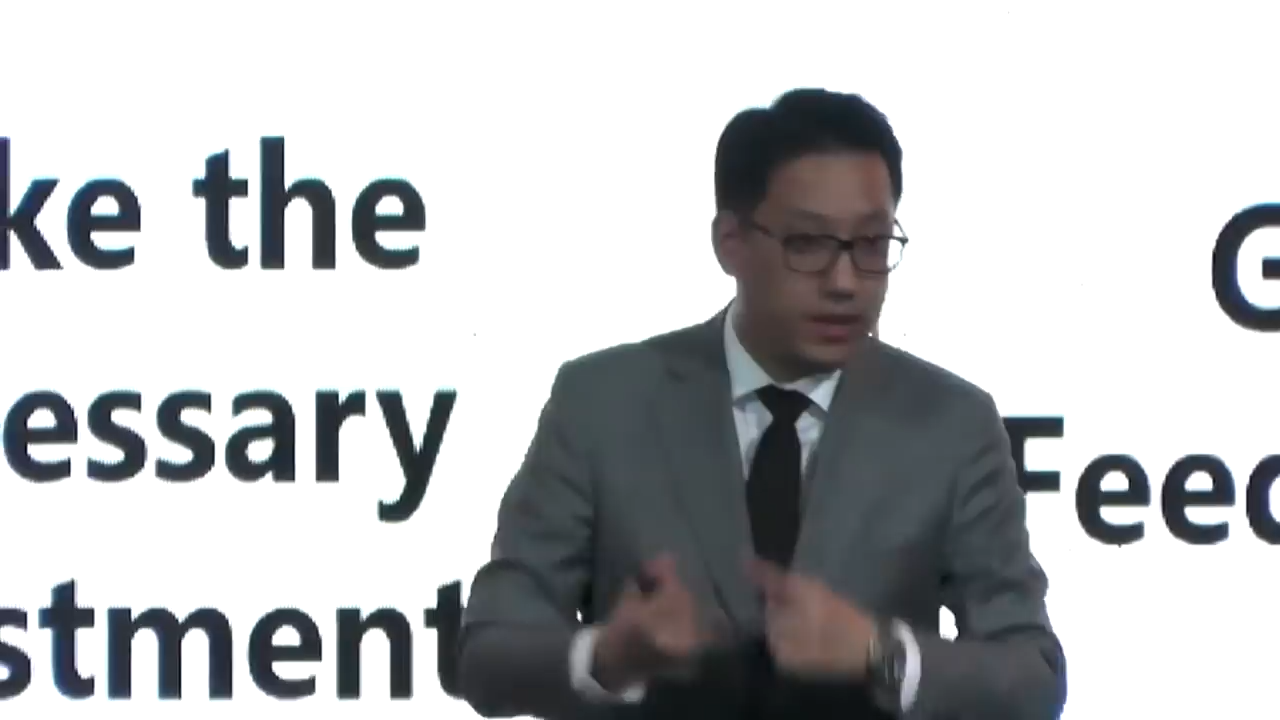 ke the
essary
stment
G
Feed